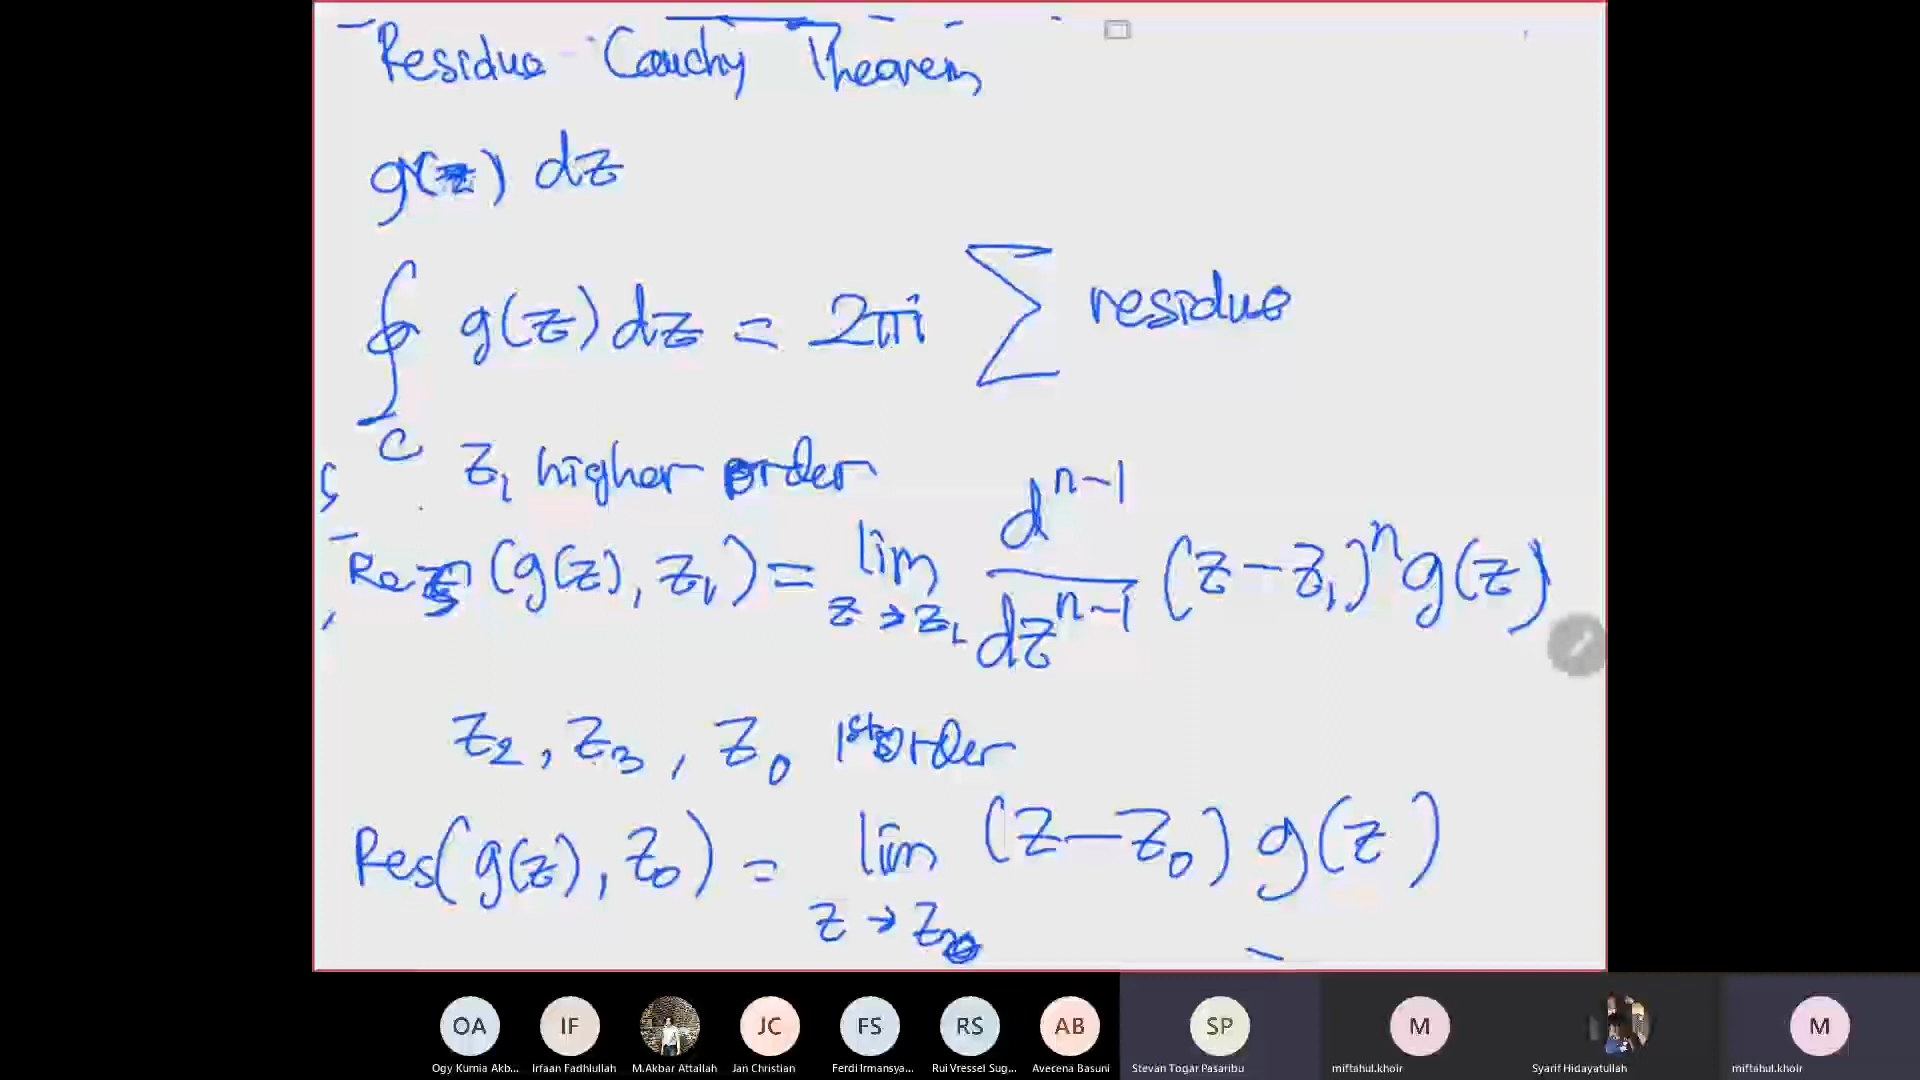 Residue Cauchy Theorem
g(z) dz
∮ g(z) dz = 2πi ∑ residue
C
z₁ higher order
Res (g(z), z₁) = lim z→z₁ dⁿ⁻¹/dzⁿ⁻¹ (z−z₁)ⁿ g(z)
z₂, z₃, z₀ 1st order
Res(g(z), z₀) = lim z→z₀ (z−z₀) g(z)
OA IF JC FS RS AB SP M M
Ogy Kurnia Akb... Irfaan Fadhlullah M.Akbar Attallah Jan Christian Ferdi Irmansya... Rui Vressel Sug... Avecena Basuni Stevan Togar Pasaribu miftahul.khoir Syarif Hidayatullah miftahul.khoir